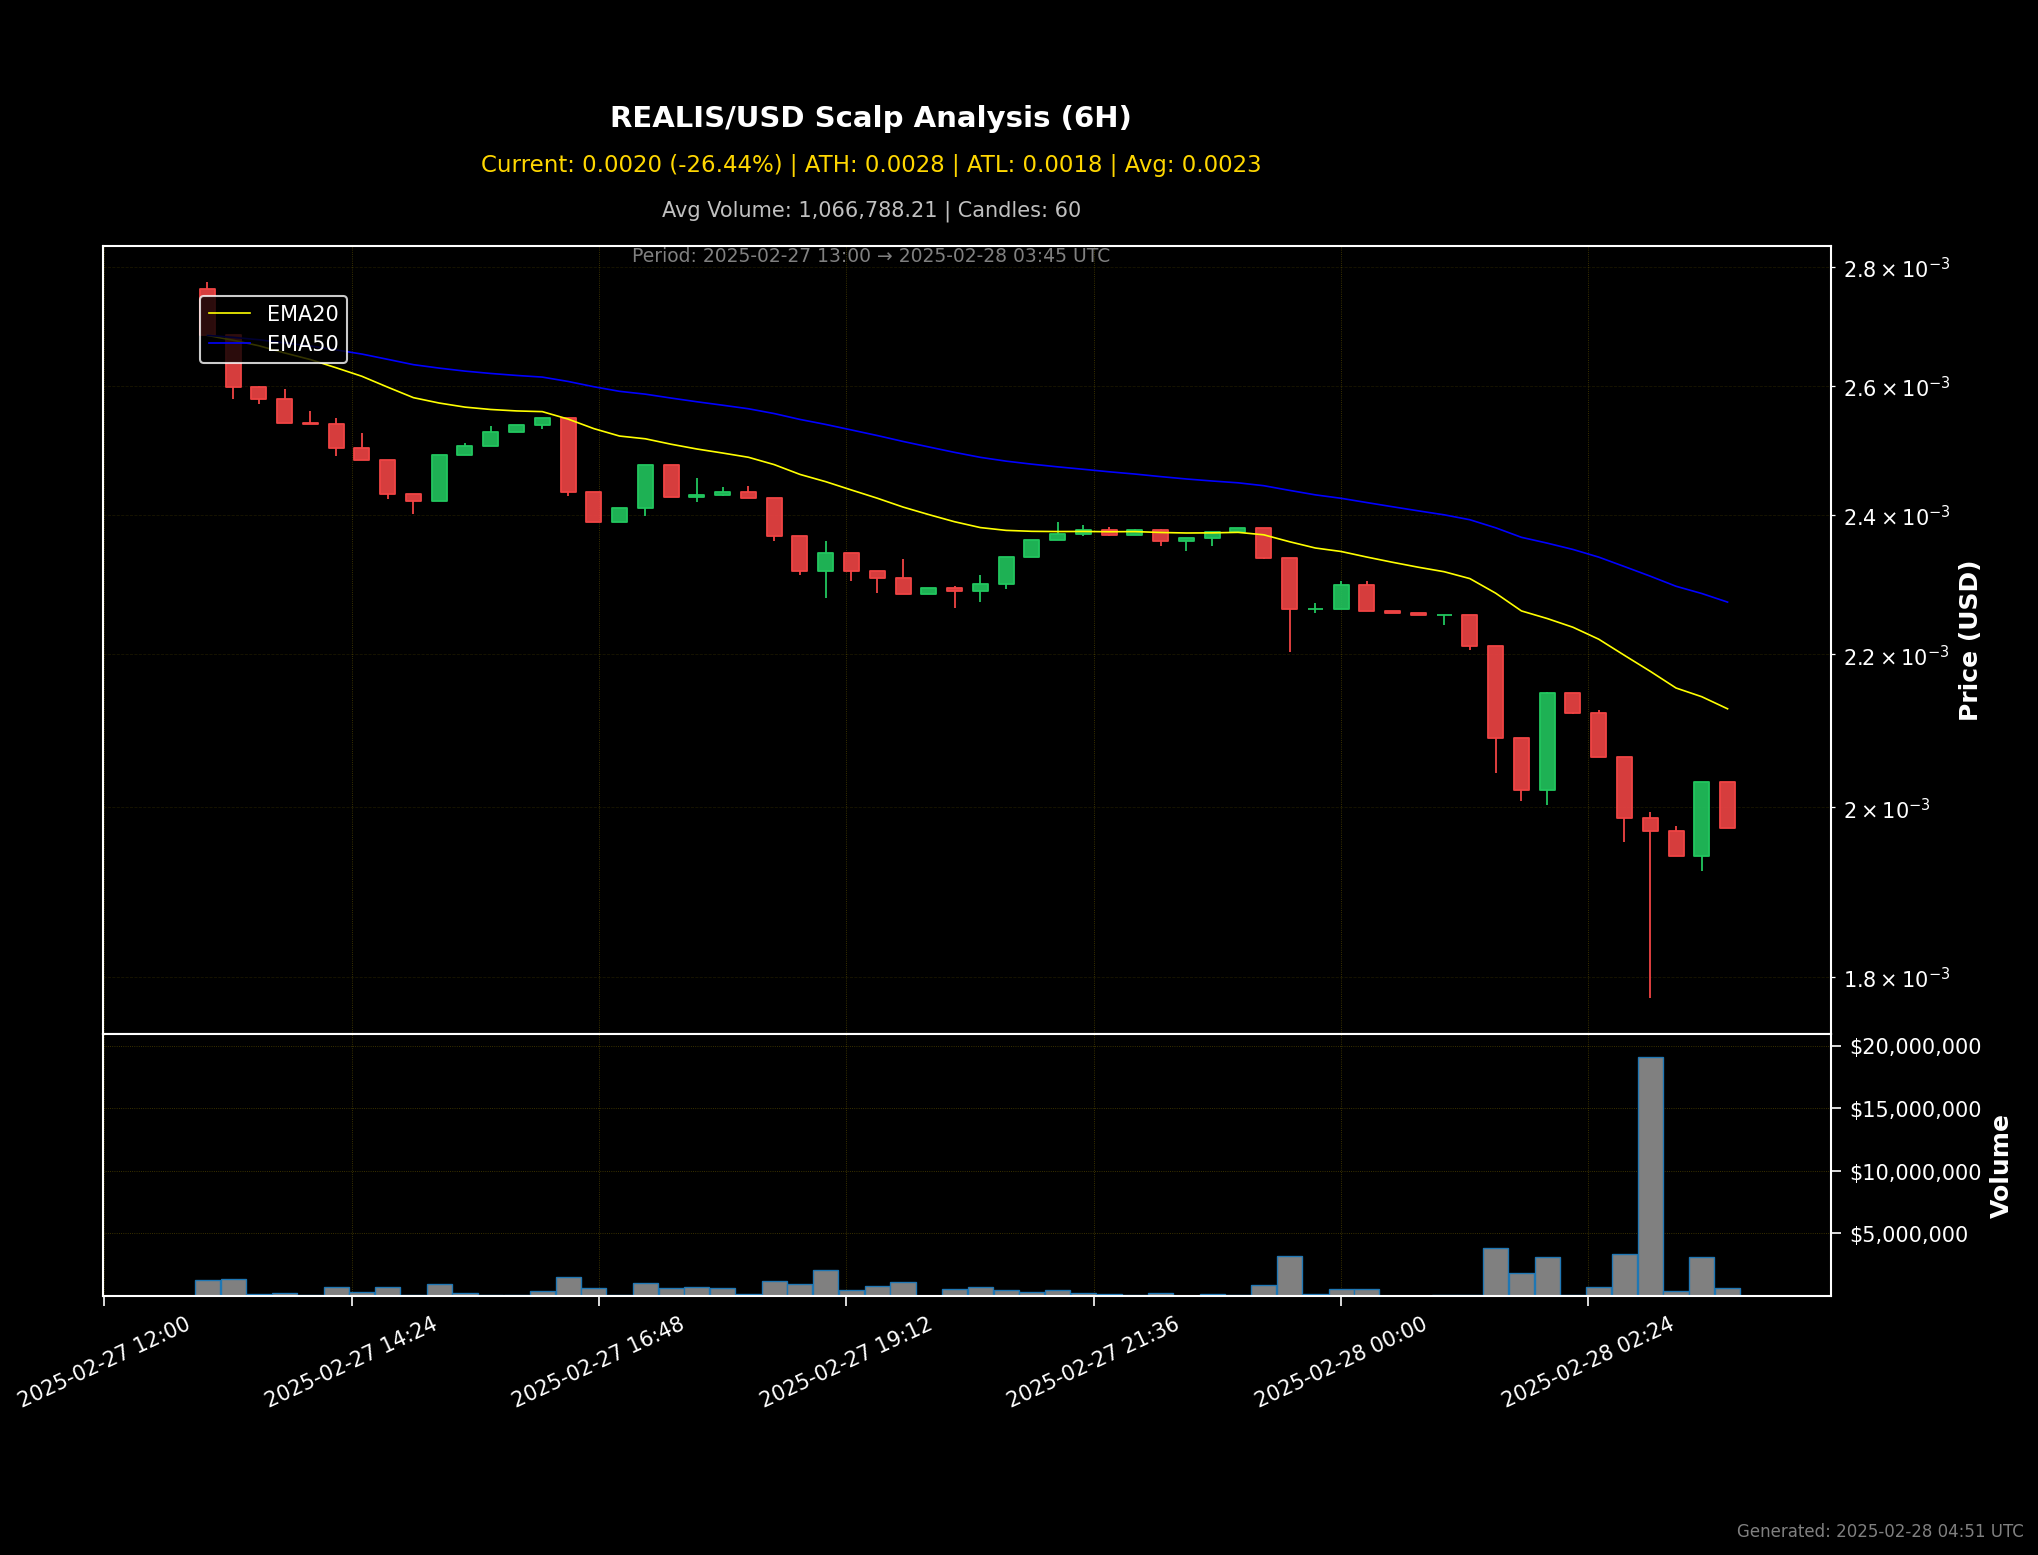 REALIS/USD Scalp Analysis (6H)
Current: 0.0020 (-26.44%) | ATH: 0.0028 | ATL: 0.0018 | Avg: 0.0023
Avg Volume: 1,066,788.21 | Candles: 60
Period: 2025-02-27 13:00 → 2025-02-28 03:45 UTC
EMA20
EMA50
2.8 × 10⁻³
2.6 × 10⁻³
2.4 × 10⁻³
2.2 × 10⁻³
2 × 10⁻³
1.8 × 10⁻³
Price (USD)
$20,000,000
$15,000,000
$10,000,000
$5,000,000
Volume
2025-02-27 12:00
2025-02-27 14:24
2025-02-27 16:48
2025-02-27 19:12
2025-02-27 21:36
2025-02-28 00:00
2025-02-28 02:24
Generated: 2025-02-28 04:51 UTC